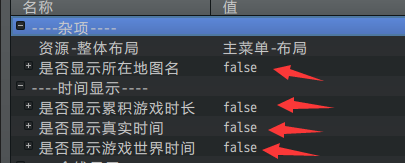 名称 值
----杂项----
资源-整体布局 主菜单-布局
是否显示所在地图名 false
----时间显示----
是否显示累积游戏时长 false
是否显示真实时间 false
是否显示游戏世界时间 false